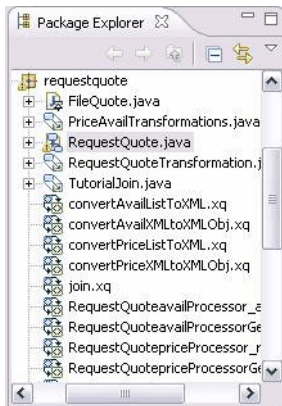 Package Explorer
requestquote
FileQuote.java
PriceAvailTransformations.java
RequestQuote.java
RequestQuoteTransformation.j
TutorialJoin.java
convertAvailListToXML.xq
convertAvailXMLtoXMLObj.xq
convertPriceListToXML.xq
convertPriceXMLtoXMLObj.xq
join.xq
RequestQuoteavailProcessor_a
RequestQuoteavailProcessorGe
RequestQuotepriceProcessor_r
RequestQuotepriceProcessorGe